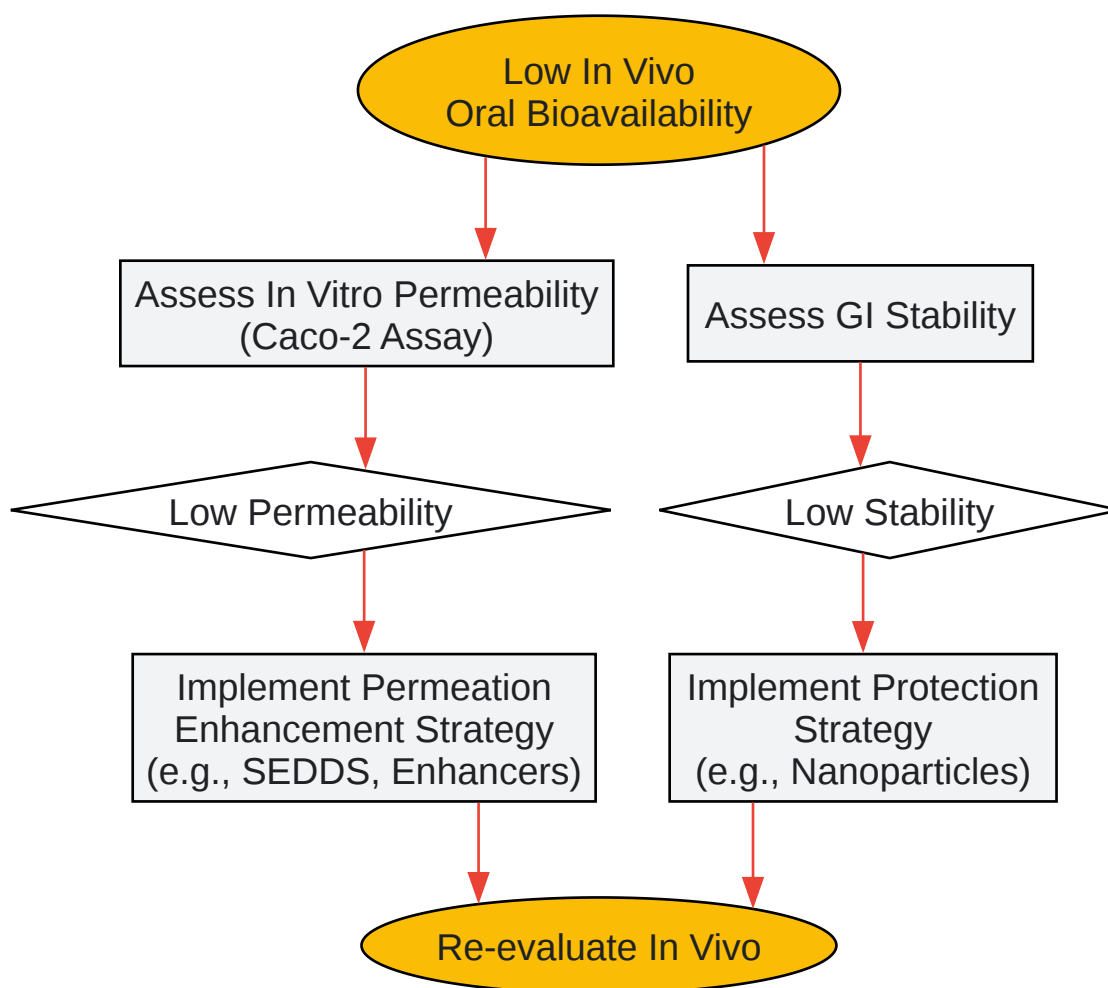 Low In Vivo
Oral Bioavailability
Assess In Vitro Permeability
(Caco-2 Assay)
Assess GI Stability
Low Permeability
Low Stability
Implement Permeation
Enhancement Strategy
(e.g., SEDDS, Enhancers)
Implement Protection
Strategy
(e.g., Nanoparticles)
Re-evaluate In Vivo